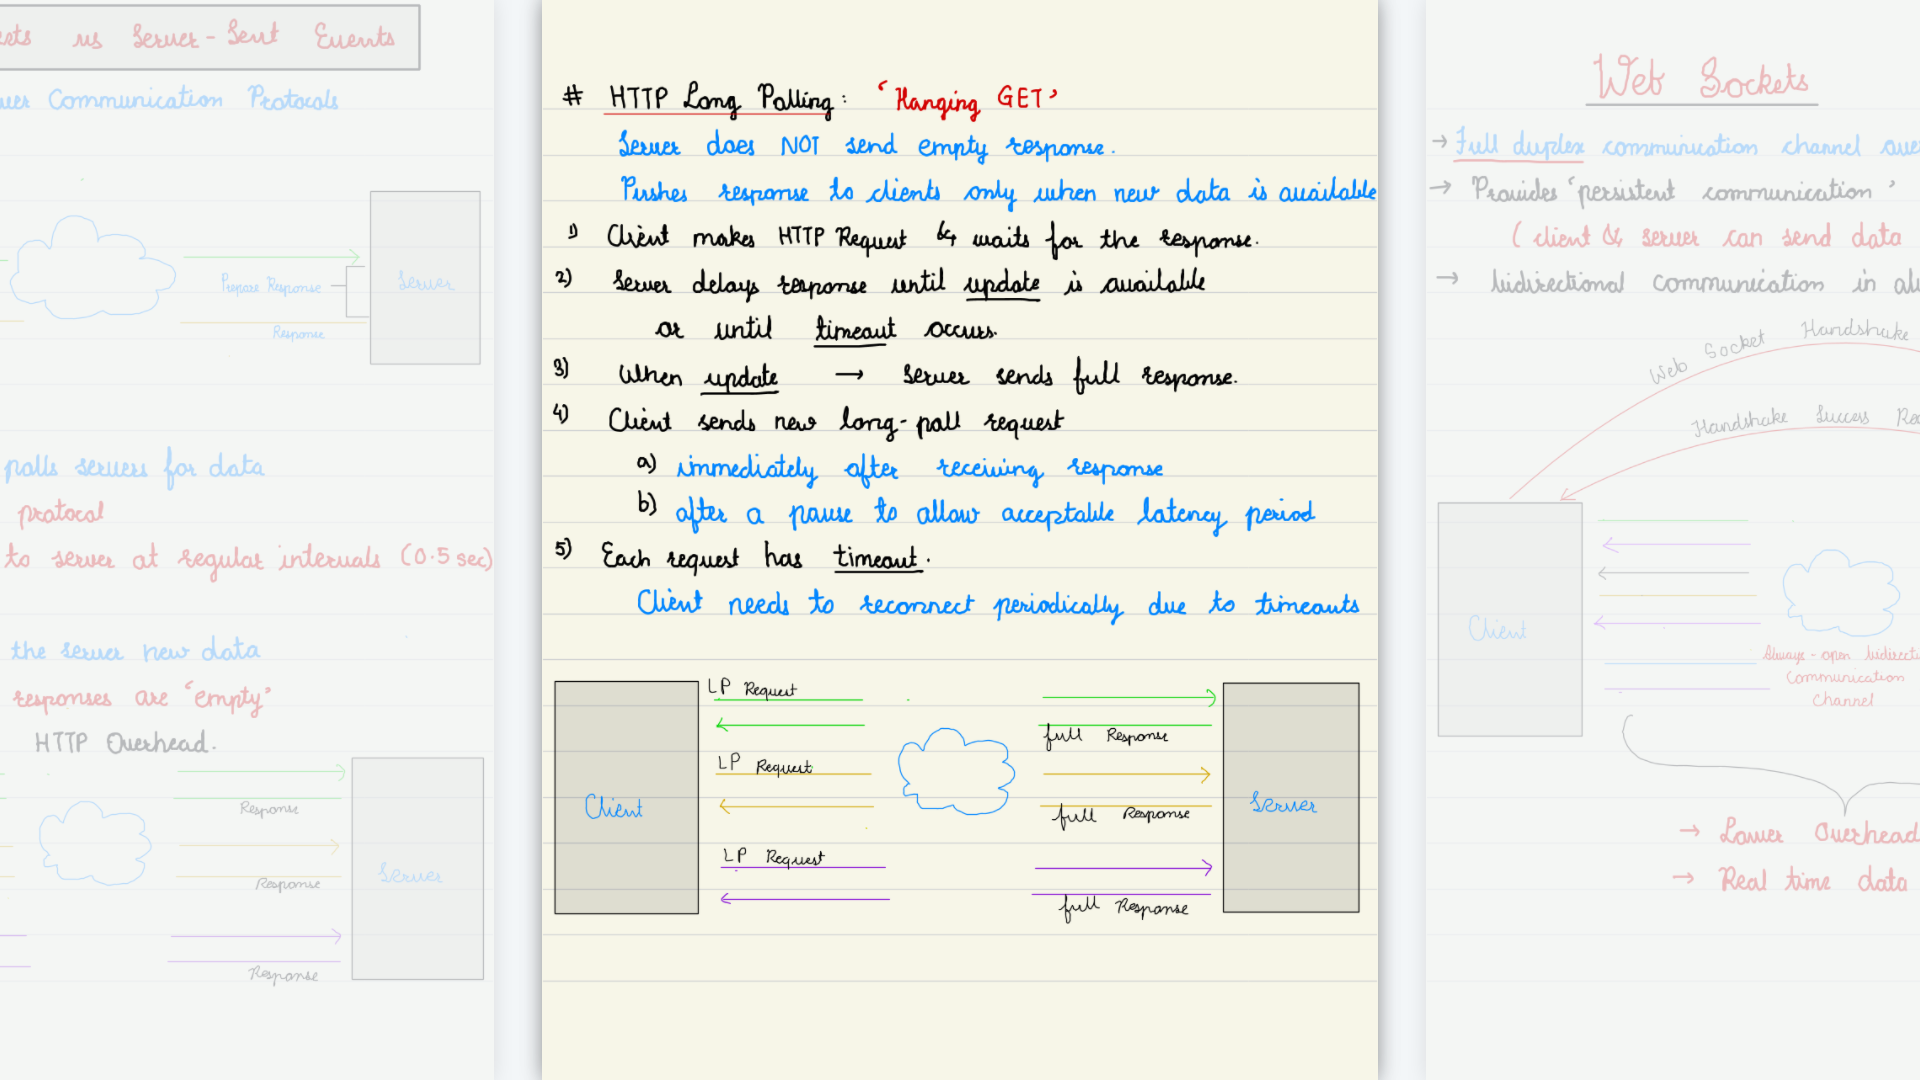 vs Server-Sent Events
Communication Protocols
Prepare Response
Server
Response
polls servers for data
protocol
to server at regular intervals (0.5 sec)
the server new data
responses are "empty"
HTTP Overhead.
Response
Response
Server
Response
# HTTP Long Polling: 'Hanging GET'
Server does NOT send empty response.
Pushes response to clients only when new data is available
1) Client makes HTTP Request & waits for the response.
2) Server delays response until update is available
or until timeout occurs.
3) When update → Server sends full response.
4) Client sends new long-poll request
a) immediately after receiving response
b) after a pause to allow acceptable latency period
5) Each request has timeout.
Client needs to reconnect periodically due to timeouts
LP Request
full Response
LP Request
Client
Server
full Response
LP Request
full Response
Web Sockets
→ Full duplex communication channel
→ Provides 'persistent communication'
( client & server can send data
→ bidirectional communication in
Web Socket Handshake
Handshake Success
Client
Always-open
Communication
Channel
→ Lower Overhead
→ Real time data